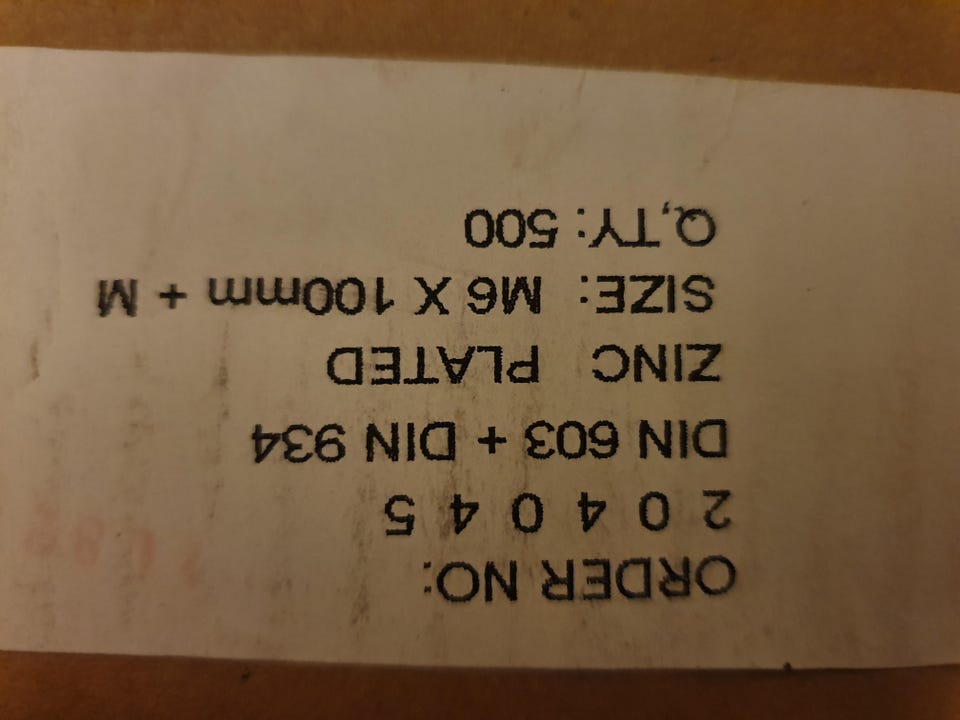 ORDER NO:
2 0 4 0 4 5
DIN 603 + DIN 934
ZINC PLATED
SIZE: M6 X 100mm + M
Q,TY: 500